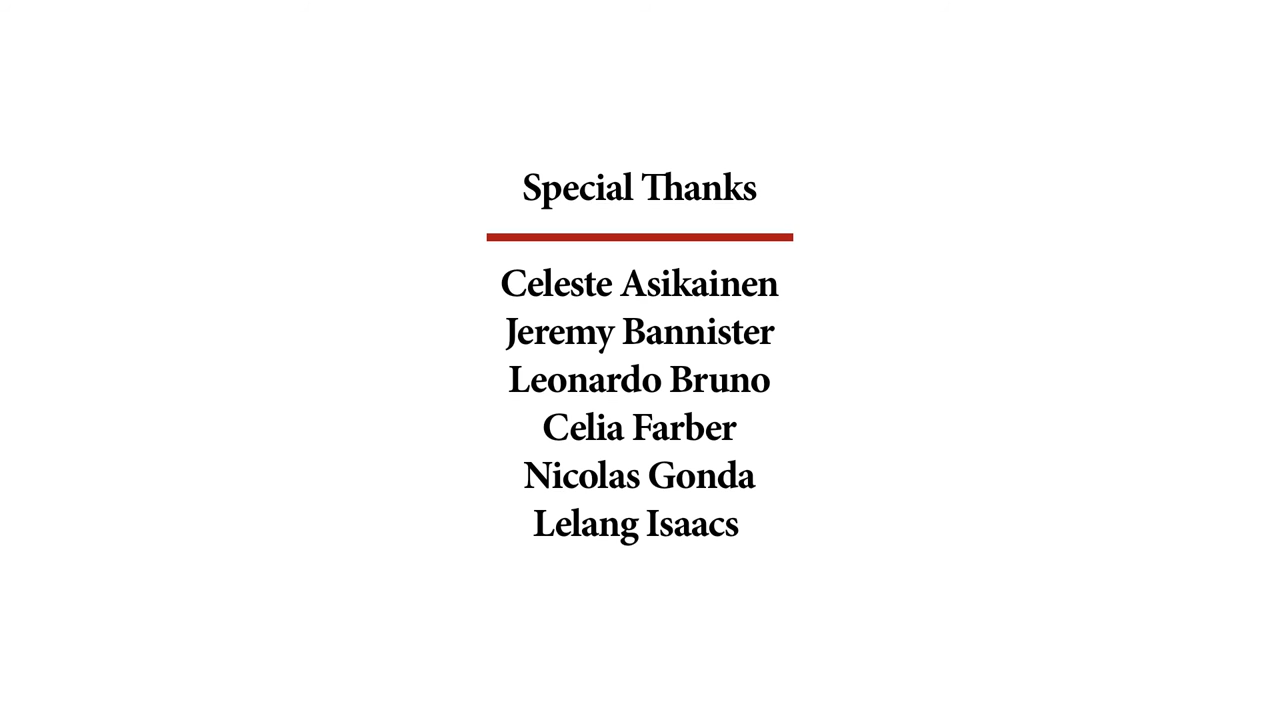 Special Thanks
Celeste Asikainen
Jeremy Bannister
Leonardo Bruno
Celia Farber
Nicolas Gonda
Lelang Isaacs